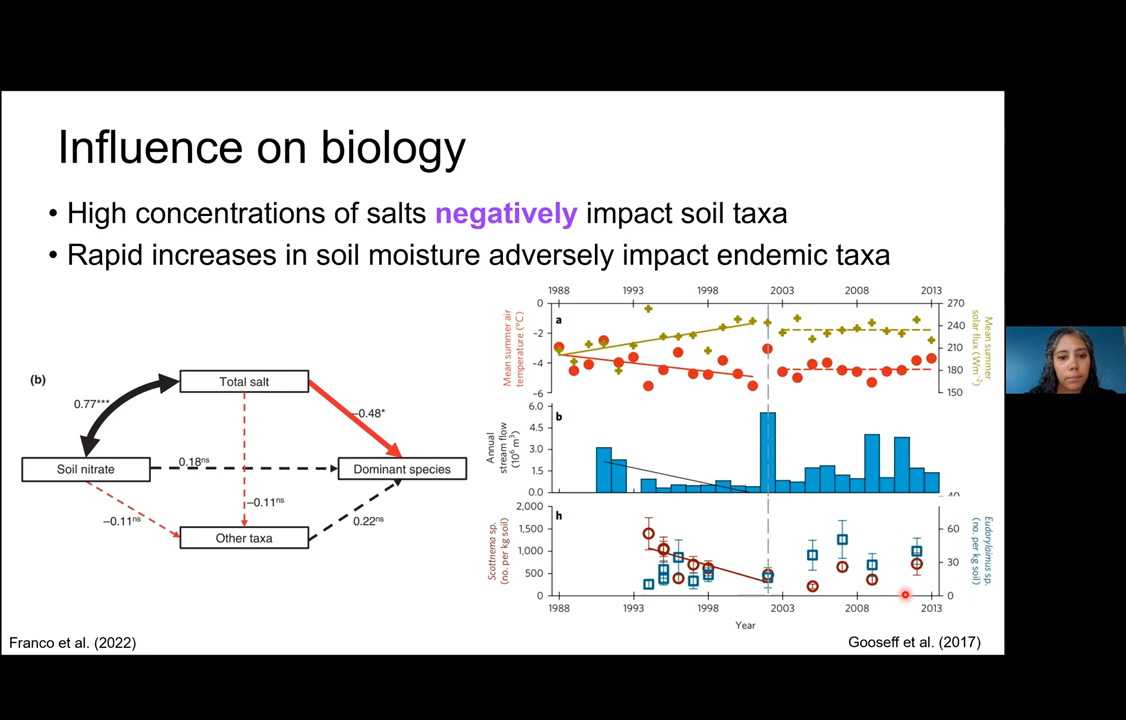 Influence on biology
• High concentrations of salts negatively impact soil taxa
• Rapid increases in soil moisture adversely impact endemic taxa
(b)
Total salt
0.77***
−0.48*
Soil nitrate
0.18ns
Dominant species
−0.11ns
−0.11ns
0.22ns
Other taxa
Franco et al. (2022)
1988 1993 1998 2003 2008 2013
a
Mean summer air
temperature (°C)
0
−2
−4
−6
270
240
210
180
150
Mean summer
solar flux (Wm−2)
b
Annual
stream flow
(10⁶ m³)
6.0
4.5
3.0
1.5
0.0
40
h
Scottnema sp.
(no. per kg soil)
2,000
1,500
1,000
500
0
60
30
0
Eudorylaimus sp.
(no. per kg soil)
1988 1993 1998 2003 2008 2013
Year
Gooseff et al. (2017)